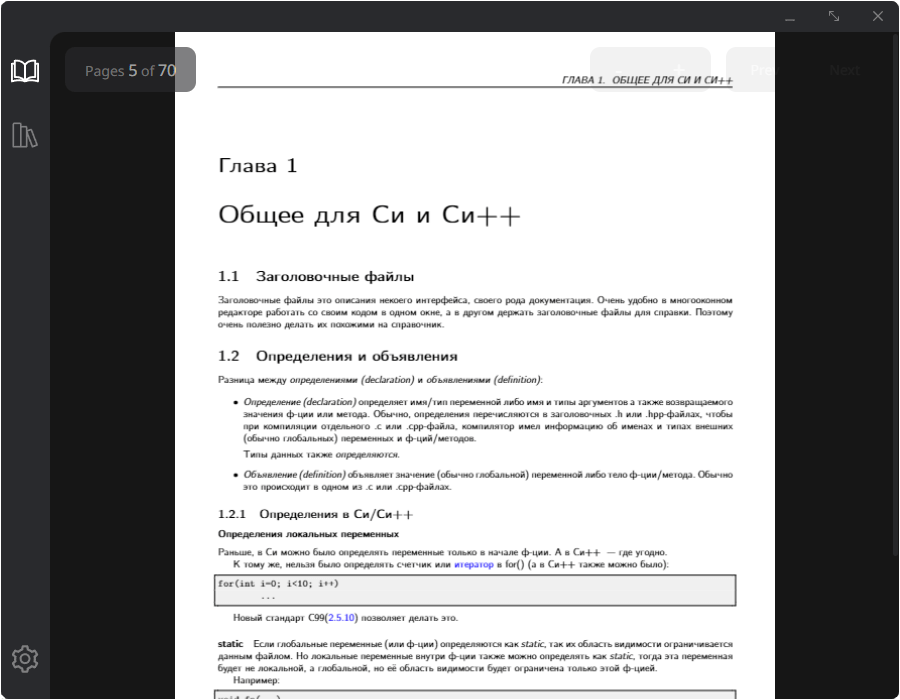 Pages 5 of 70
Prev
Next
ГЛАВА 1. ОБЩЕЕ ДЛЯ СИ И СИ++
Глава 1
Общее для Си и Си++
1.1 Заголовочные файлы
Заголовочные файлы это описания некоего интерфейса, своего рода документация. Очень удобно в многооконном
редакторе работать со своим кодом в одном окне, а в другом держать заголовочные файлы для справки. Поэтому
очень полезно делать их похожими на справочник.
1.2 Определения и объявления
Разница между определениями (declaration) и объявлениями (definition):
• Определение (declaration) определяет имя/тип переменной либо имя и типы аргументов а также возвращаемого
значения ф-ции или метода. Обычно, определения перечисляются в заголовочных .h или .hpp-файлах, чтобы
при компиляции отдельного .c или .cpp-файла, компилятор имел информацию об именах и типах внешних
(обычно глобальных) переменных и ф-ций/методов.
Типы данных также определяются.
• Объявление (definition) объявляет значение (обычно глобальной) переменной либо тело ф-ции/метода. Обычно
это происходит в одном из .c или .cpp-файлах.
1.2.1 Определения в Си/Си++
Определения локальных переменных
Раньше, в Си можно было определять переменные только в начале ф-ции. А в Си++ — где угодно.
К тому же, нельзя было определять счетчик или итератор в for() (а в Си++ также можно было):
for(int i=0; i<10; i++)
...
Новый стандарт C99(2.5.10) позволяет делать это.
static Если глобальные переменные (или ф-ции) определяются как static, так их область видимости ограничивается
данным файлом. Но локальные переменные внутри ф-ции также можно определять как static, тогда эта переменная
будет не локальной, а глобальной, но её область видимости будет ограничена только этой ф-цией.
Например: